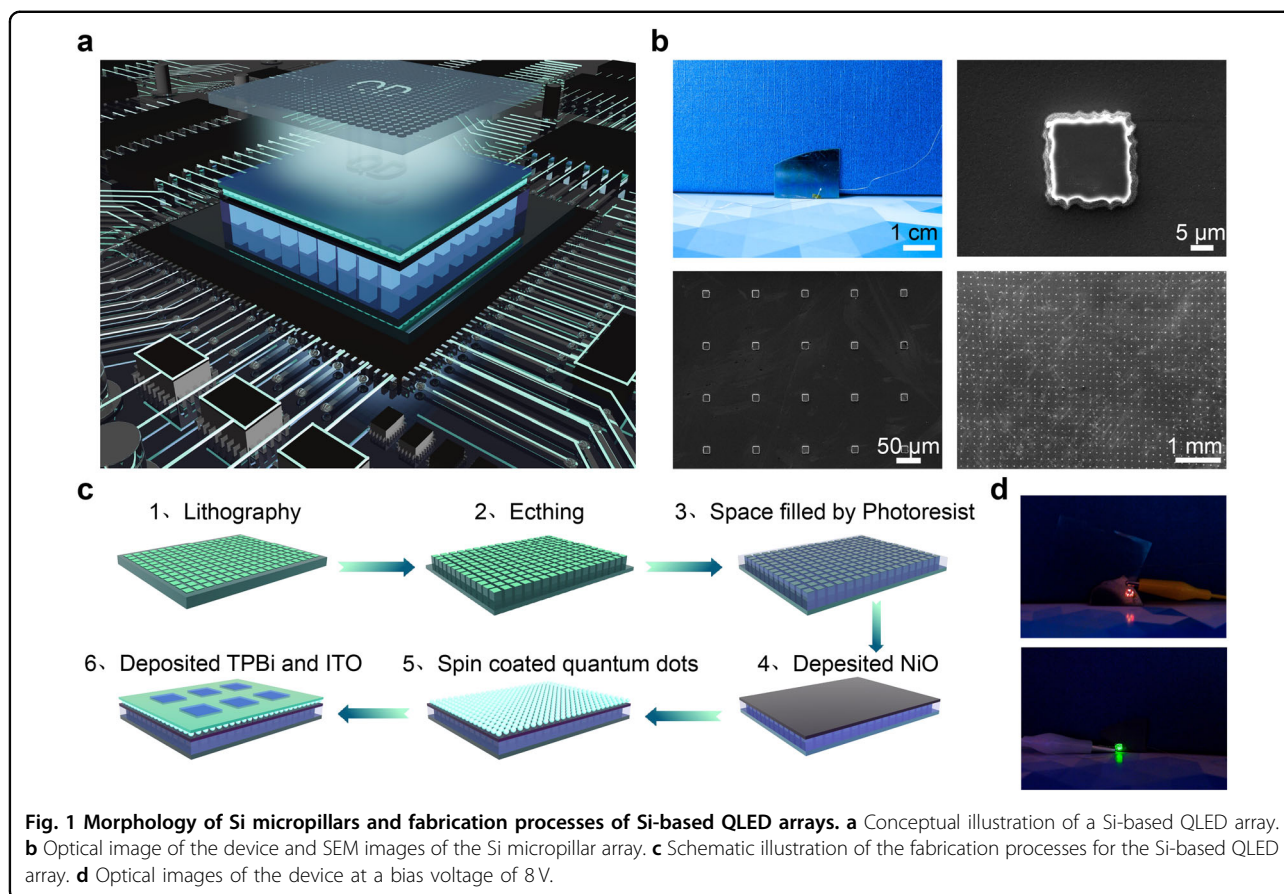 a
b
QD
1 cm
5 µm
50 µm
1 mm
c
d
1、Lithography
2、Ecthing
3、Space filled by Photoresist
6、Deposited TPBi and ITO
5、Spin coated quantum dots
4、Depesited NiO
Fig. 1 Morphology of Si micropillars and fabrication processes of Si-based QLED arrays. a Conceptual illustration of a Si-based QLED array.
b Optical image of the device and SEM images of the Si micropillar array. c Schematic illustration of the fabrication processes for the Si-based QLED
array. d Optical images of the device at a bias voltage of 8 V.